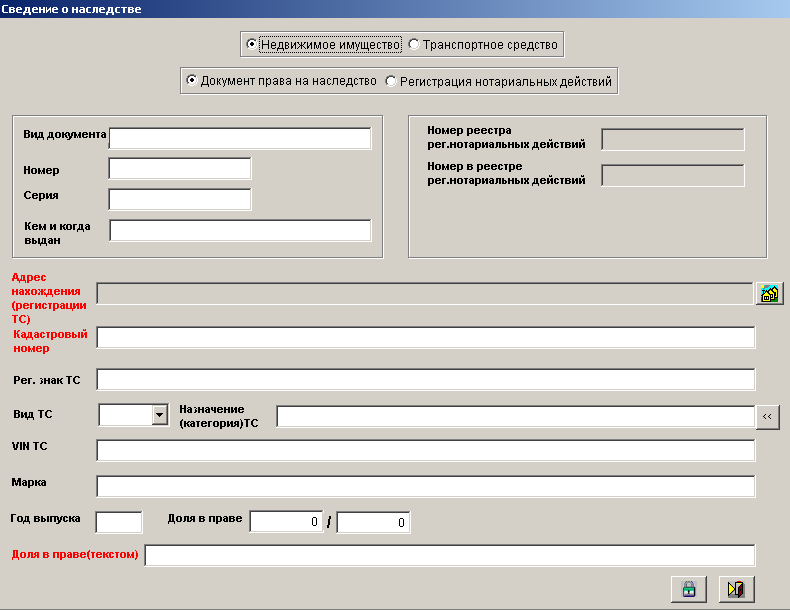 Сведение о наследстве
Недвижимое имущество Транспортное средство
Документ права на наследство Регистрация нотариальных действий
Вид документа
Номер
Серия
Кем и когда
выдан
Номер реестра
рег.нотариальных действий
Номер в реестре
рег.нотариальных действий
Адрес
нахождения
(регистрации
ТС)
Кадастровый
номер
Рег. знак ТС
Вид ТС
Назначение
(категория)ТС
<<
VIN ТС
Марка
Год выпуска
Доля в праве 0 / 0
Доля в праве(текстом)